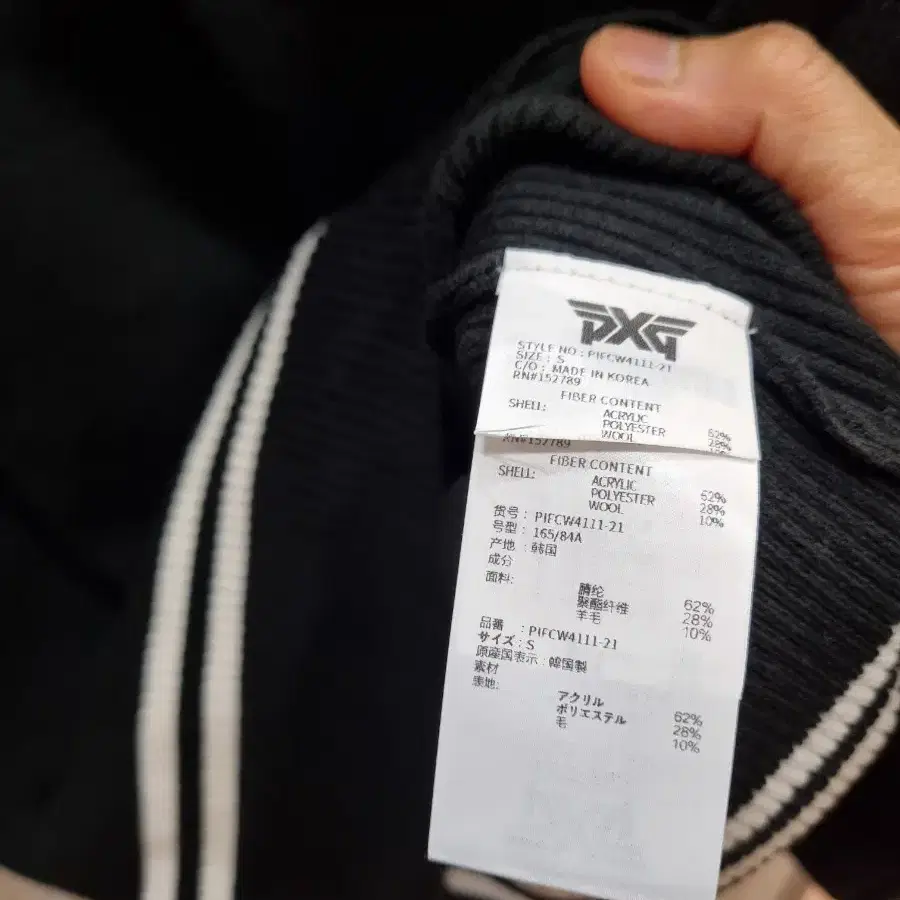 PXG
STYLE NO : PIFCW4111-21
SIZE : S
C/O : MADE IN KOREA
RN#152789
FIBER CONTENT
SHELL:
ACRYLIC 62%
POLYESTER 28%
WOOL 10%
RN#152789
FIBER CONTENT
SHELL:
ACRYLIC 62%
POLYESTER 28%
WOOL 10%
货号 : PIFCW4111-21
号型 : 165/84A
产地 : 韩国
成分
面料:
腈纶 62%
聚酯纤维 28%
羊毛 10%
品番 : PIFCW4111-21
サイズ : S
原産国表示 : 韓国製
素材
表地:
アクリル 62%
ポリエステル 28%
毛 10%